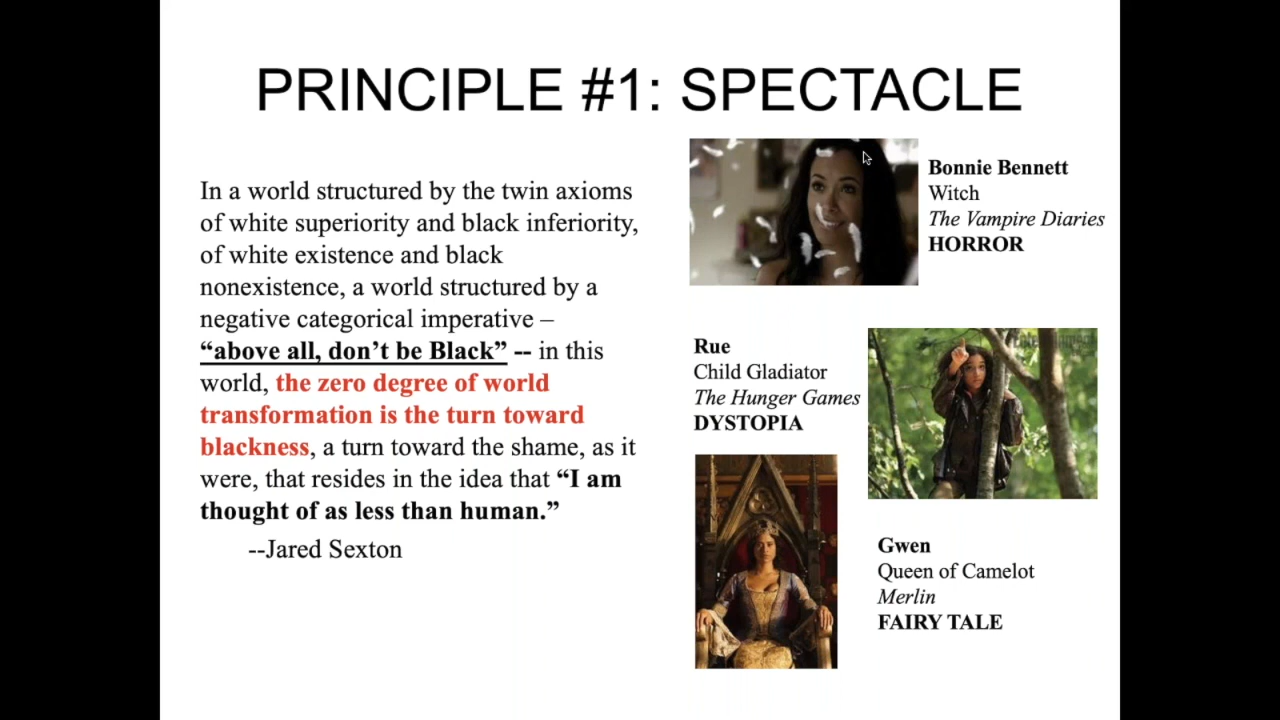 PRINCIPLE #1: SPECTACLE
In a world structured by the twin axioms
of white superiority and black inferiority,
of white existence and black
nonexistence, a world structured by a
negative categorical imperative –
“above all, don’t be Black” -- in this
world, the zero degree of world
transformation is the turn toward
blackness, a turn toward the shame, as it
were, that resides in the idea that “I am
thought of as less than human.”
--Jared Sexton
Bonnie Bennett
Witch
The Vampire Diaries
HORROR
Rue
Child Gladiator
The Hunger Games
DYSTOPIA
Gwen
Queen of Camelot
Merlin
FAIRY TALE